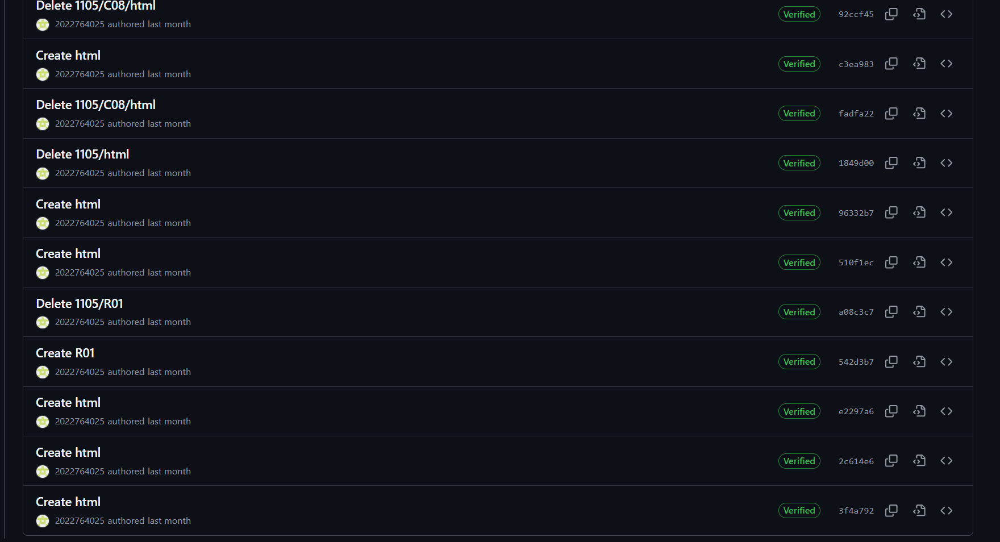 Delete 1105/C08/html
2022764025 authored last month
Verified 92ccf45
Create html
2022764025 authored last month
Verified c3ea983
Delete 1105/C08/html
2022764025 authored last month
Verified fadfa22
Delete 1105/html
2022764025 authored last month
Verified 1849d00
Create html
2022764025 authored last month
Verified 96332b7
Create html
2022764025 authored last month
Verified 510f1ec
Delete 1105/R01
2022764025 authored last month
Verified a08c3c7
Create R01
2022764025 authored last month
Verified 542d3b7
Create html
2022764025 authored last month
Verified e2297a6
Create html
2022764025 authored last month
Verified 2c614e6
Create html
2022764025 authored last month
Verified 3f4a792